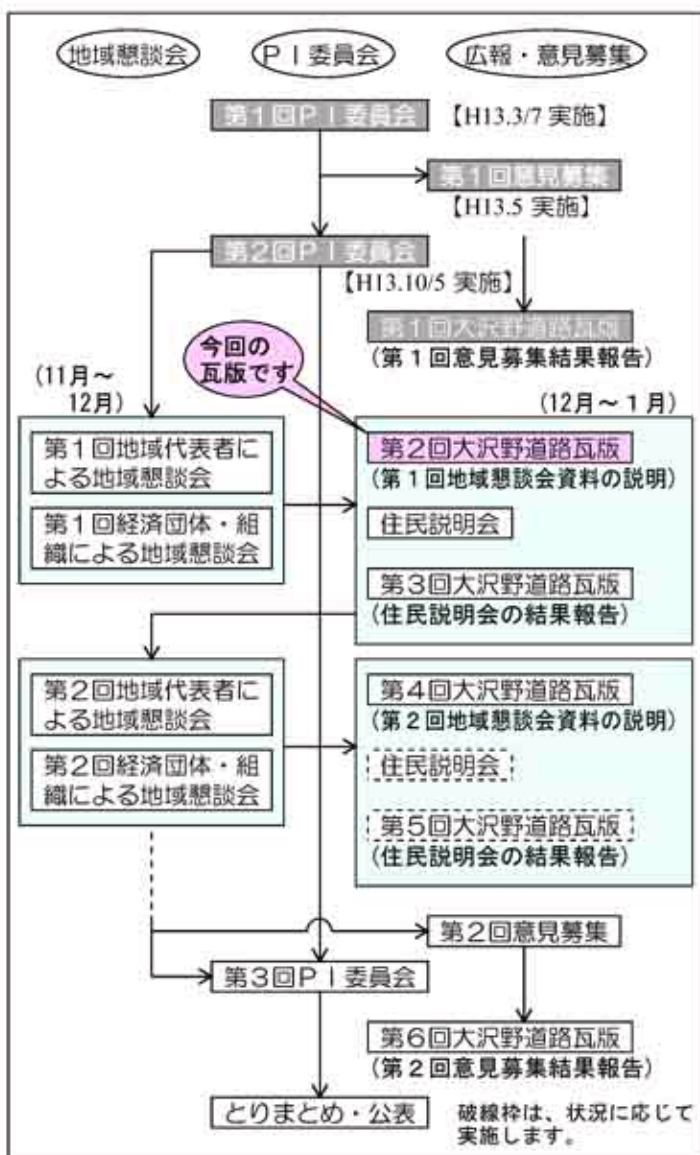 地域懇談会
ＰＩ委員会
広報・意見募集
第１回ＰＩ委員会
【H13.3/7 実施】
第１回意見募集
【H13.5 実施】
第２回ＰＩ委員会
【H13.10/5 実施】
第１回大沢野道路瓦版
(第１回意見募集結果報告)
今回の
瓦版です
(11月～
12月)
(12月～１月)
第１回地域代表者に
よる地域懇談会
第１回経済団体・組
織による地域懇談会
第２回大沢野道路瓦版
(第１回地域懇談会資料の説明)
住民説明会
第３回大沢野道路瓦版
(住民説明会の結果報告)
第２回地域代表者に
よる地域懇談会
第２回経済団体・組
織による地域懇談会
第４回大沢野道路瓦版
(第２回地域懇談会資料の説明)
住民説明会
第５回大沢野道路瓦版
(住民説明会の結果報告)
第２回意見募集
第３回ＰＩ委員会
第６回大沢野道路瓦版
(第２回意見募集結果報告)
とりまとめ・公表
破線枠は、状況に応じて
実施します。